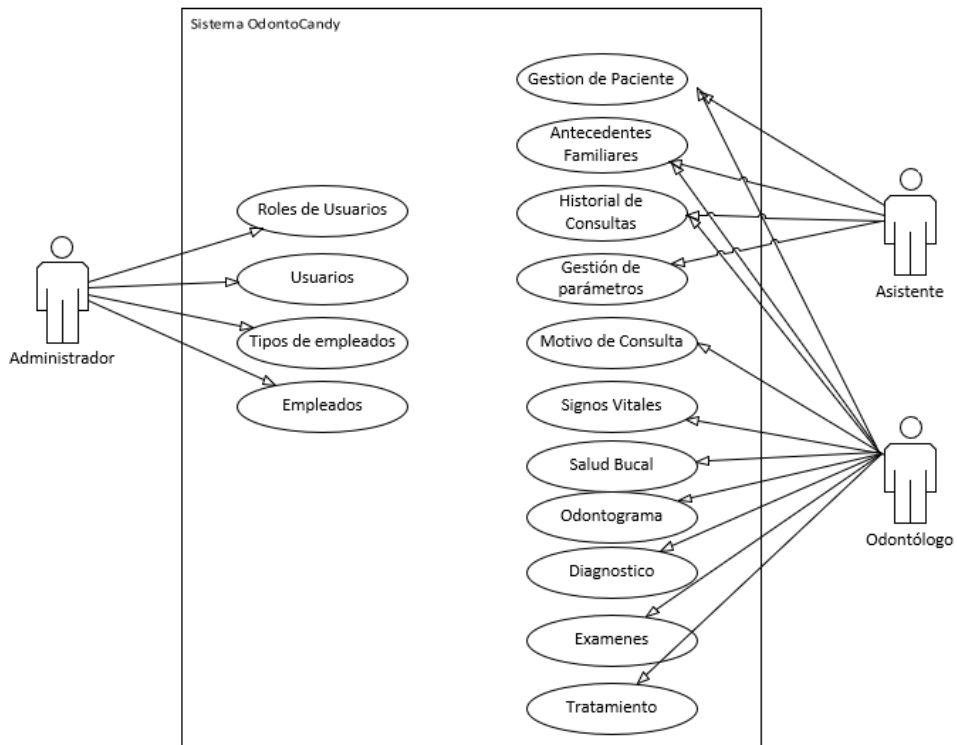 Sistema OdontoCandy
Gestion de Paciente
Antecedentes
Familiares
Historial de
Consultas
Gestión de
parámetros
Motivo de Consulta
Signos Vitales
Salud Bucal
Odontograma
Diagnostico
Examenes
Tratamiento
Roles de Usuarios
Usuarios
Tipos de empleados
Empleados
Administrador
Asistente
Odontólogo